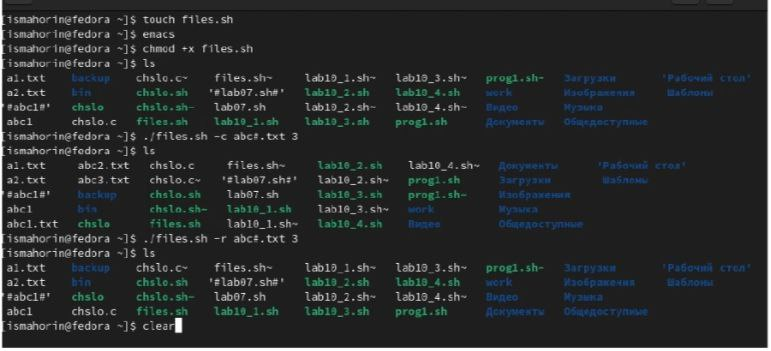 [ismahorin@fedora ~]$ touch files.sh
[ismahorin@fedora ~]$ emacs
[ismahorin@fedora ~]$ chmod +x files.sh
[ismahorin@fedora ~]$ ls
a1.txt backup chslo.c~ files.sh~ lab10_1.sh~ lab10_3.sh~ prog1.sh~ Загрузки 'Рабочий стол'
a2.txt bin chslo.sh '#lab07.sh#' lab10_2.sh lab10_4.sh work Изображения Шаблоны
'#abc1#' chslo chslo.sh~ lab07.sh lab10_2.sh~ lab10_4.sh~ Видео Музыка
abc1 chslo.c files.sh lab10_1.sh lab10_3.sh prog1.sh Документы Общедоступные
[ismahorin@fedora ~]$ ./files.sh -c abc#.txt 3
[ismahorin@fedora ~]$ ls
a1.txt abc2.txt chslo.c files.sh~ lab10_2.sh lab10_4.sh~ Документы 'Рабочий стол'
a2.txt abc3.txt chslo.c~ '#lab07.sh#' lab10_2.sh~ prog1.sh Загрузки Шаблоны
'#abc1#' backup chslo.sh lab07.sh lab10_3.sh prog1.sh~ Изображения
abc1 bin chslo.sh~ lab10_1.sh lab10_3.sh~ work Музыка
abc1.txt chslo files.sh lab10_1.sh~ lab10_4.sh Видео Общедоступные
[ismahorin@fedora ~]$ ./files.sh -r abc#.txt 3
[ismahorin@fedora ~]$ ls
a1.txt backup chslo.c~ files.sh~ lab10_1.sh~ lab10_3.sh~ prog1.sh~ Загрузки 'Рабочий стол'
a2.txt bin chslo.sh '#lab07.sh#' lab10_2.sh lab10_4.sh work Изображения Шаблоны
'#abc1#' chslo chslo.sh~ lab07.sh lab10_2.sh~ lab10_4.sh~ Видео Музыка
abc1 chslo.c files.sh lab10_1.sh lab10_3.sh prog1.sh Документы Общедоступные
[ismahorin@fedora ~]$ clear